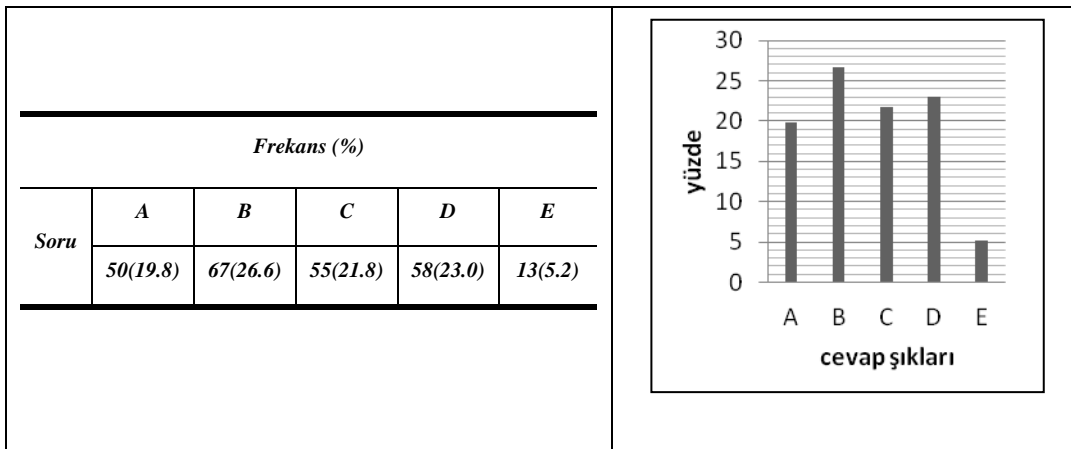 Frekans (%)
Soru
A B C D E
50(19.8) 67(26.6) 55(21.8) 58(23.0) 13(5.2)
30
25
20
15
10
5
0
yüzde
A B C D E
cevap şıkları